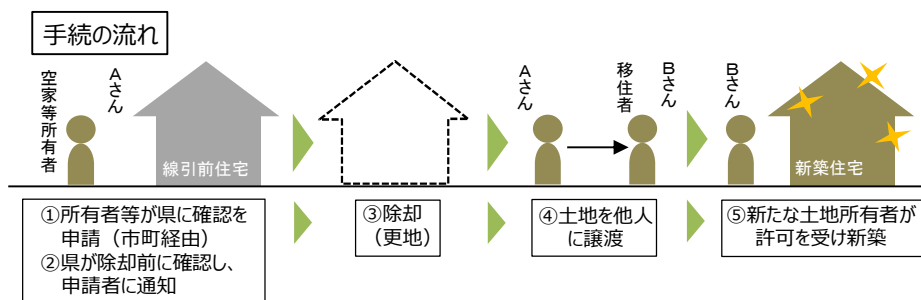 手続の流れ
空家等所有者
Aさん
線引前住宅
Aさん
移住者
Bさん
Bさん
新築住宅
①所有者等が県に確認を
申請（市町経由）
②県が除却前に確認し、
申請者に通知
③除却
（更地）
④土地を他人
に譲渡
⑤新たな土地所有者が
許可を受け新築